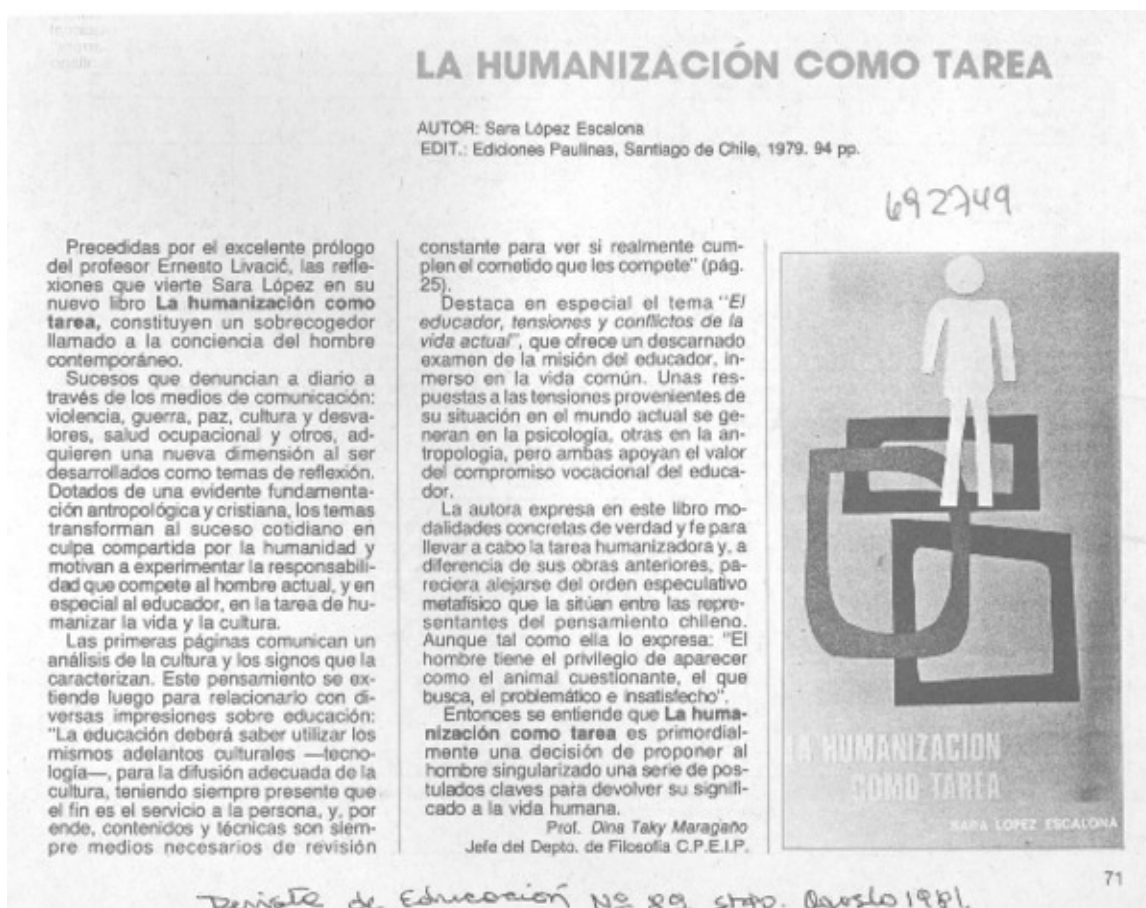 LA HUMANIZACIÓN COMO TAREA
AUTOR: Sara López Escalona
EDIT.: Ediciones Paulinas, Santiago de Chile, 1979. 94 pp.
692749
Precedidas por el excelente prólogo
del profesor Ernesto Livacić, las refle-
xiones que vierte Sara López en su
nuevo libro La humanización como
tarea, constituyen un sobrecogedor
llamado a la conciencia del hombre
contemporáneo.
Sucesos que denuncian a diario a
través de los medios de comunicación:
violencia, guerra, paz, cultura y desva-
lores, salud ocupacional y otros, ad-
quieren una nueva dimensión al ser
desarrollados como temas de reflexión.
Dotados de una evidente fundamenta-
ción antropológica y cristiana, los temas
transforman al suceso cotidiano en
culpa compartida por la humanidad y
motivan a experimentar la responsabili-
dad que compete al hombre actual, y en
especial al educador, en la tarea de hu-
manizar la vida y la cultura.
Las primeras páginas comunican un
análisis de la cultura y los signos que la
caracterizan. Este pensamiento se ex-
tiende luego para relacionarlo con di-
versas impresiones sobre educación:
"La educación deberá saber utilizar los
mismos adelantos culturales —tecno-
logía—, para la difusión adecuada de la
cultura, teniendo siempre presente que
el fin es el servicio a la persona, y, por
ende, contenidos y técnicas son siem-
pre medios necesarios de revisión
constante para ver si realmente cum-
plen el cometido que les compete" (pág.
25).
Destaca en especial el tema "El
educador, tensiones y conflictos de la
vida actual", que ofrece un descarnado
examen de la misión del educador, in-
merso en la vida común. Unas res-
puestas a las tensiones provenientes de
su situación en el mundo actual se ge-
neran en la psicología, otras en la an-
tropología, pero ambas apoyan el valor
del compromiso vocacional del educa-
dor.
La autora expresa en este libro mo-
dalidades concretas de verdad y fe para
llevar a cabo la tarea humanizadora y, a
diferencia de sus obras anteriores, pa-
reciera alejarse del orden especulativo
metafísico que la sitúan entre las repre-
sentantes del pensamiento chileno.
Aunque tal como ella lo expresa: "El
hombre tiene el privilegio de aparecer
como el animal cuestionante, el que
busca, el problemático e insatisfecho".
Entonces se entiende que La huma-
nización como tarea es primordial-
mente una decisión de proponer al
hombre singularizado una serie de pos-
tulados claves para devolver su signifi-
cado a la vida humana.
Prof. Dina Taky Maragaño
Jefe del Depto. de Filosofía C.P.E.I.P.
LA HUMANIZACION
COMO TAREA
SARA LOPEZ ESCALONA
71
Revista de Educación Nº 89 stgo. Agosto 1981